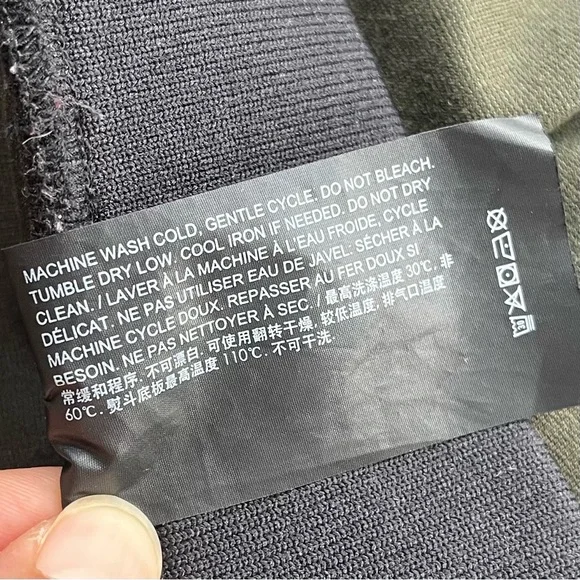 MACHINE WASH COLD, GENTLE CYCLE. DO NOT BLEACH.
TUMBLE DRY LOW. COOL IRON IF NEEDED. DO NOT DRY
CLEAN. / LAVER À LA MACHINE À L'EAU FROIDE, CYCLE
DÉLICAT. NE PAS UTILISER EAU DE JAVEL. SÉCHER À LA
MACHINE CYCLE DOUX. REPASSER AU FER DOUX SI
BESOIN. NE PAS NETTOYER À SEC. / 最高洗涤温度 30℃, 非
常缓和程序. 不可漂白. 可使用翻转干燥, 较低温度, 排气口温度
60℃. 熨斗底板最高温度 110℃. 不可干洗.